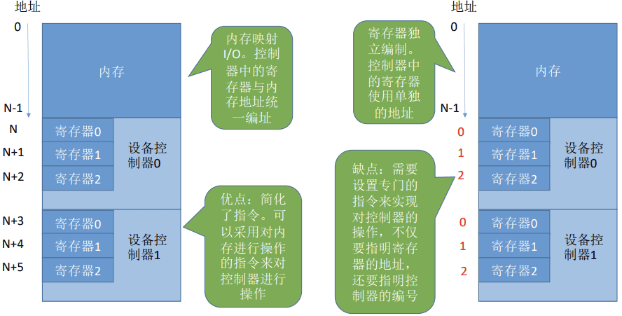 地址
0
内存
N-1
N
寄存器0
N+1
寄存器1
N+2
寄存器2
设备控
制器0
N+3
寄存器0
N+4
寄存器1
N+5
寄存器2
设备控
制器1
内存映射
I/O。控制
器中的寄
存器与内
存地址统
一编址
优点：简化
了指令。可
以采用对内
存进行操作
的指令来对
控制器进行
操作
地址
0
内存
N-1
0
寄存器0
1
寄存器1
2
寄存器2
设备控
制器0
0
寄存器0
1
寄存器1
2
寄存器2
设备控
制器1
寄存器独
立编制。
控制器中
的寄存器
使用单独
的地址
缺点：需要
设置专门的
指令来实现
对控制器的
操作，不仅
要指明寄存
器的地址，
还要指明控
制器的编号